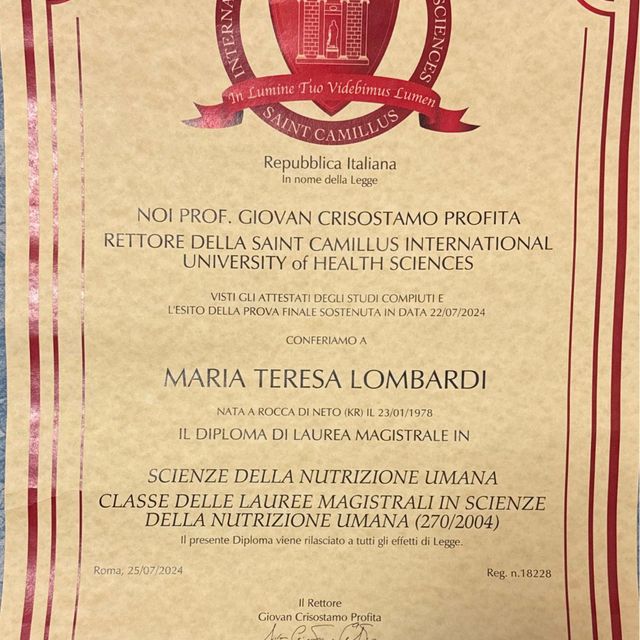 INTERNA
SCIENCES
In Lumine Tuo Videbimus Lumen
SAINT CAMILLUS
Repubblica Italiana
In nome della Legge
NOI PROF. GIOVAN CRISOSTAMO PROFITA
RETTORE DELLA SAINT CAMILLUS INTERNATIONAL
UNIVERSITY of HEALTH SCIENCES
VISTI GLI ATTESTATI DEGLI STUDI COMPIUTI E
L'ESITO DELLA PROVA FINALE SOSTENUTA IN DATA 22/07/2024
CONFERIAMO A
MARIA TERESA LOMBARDI
NATA A ROCCA DI NETO (KR) IL 23/01/1978
IL DIPLOMA DI LAUREA MAGISTRALE IN
SCIENZE DELLA NUTRIZIONE UMANA
CLASSE DELLE LAUREE MAGISTRALI IN SCIENZE
DELLA NUTRIZIONE UMANA (270/2004)
Il presente Diploma viene rilasciato a tutti gli effetti di Legge.
Roma, 25/07/2024
Reg. n.18228
Il Rettore
Giovan Crisostamo Profita